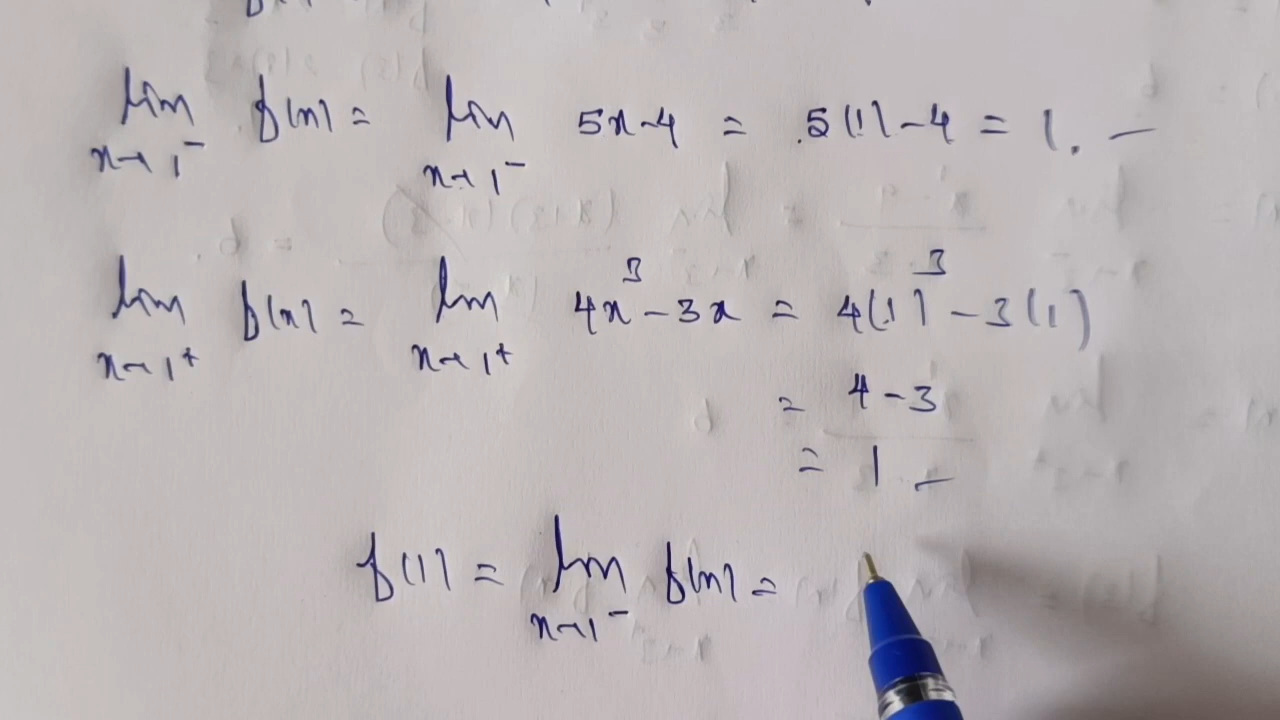 lim f(x) = lim 5x-4 = 5(1)-4 = 1.
x→1⁻ x→1⁻
lim f(x) = lim 4x³-3x = 4(1)³-3(1)
x→1⁺ x→1⁺
= 4-3
= 1
f(1) = lim f(x) =
x→1⁻